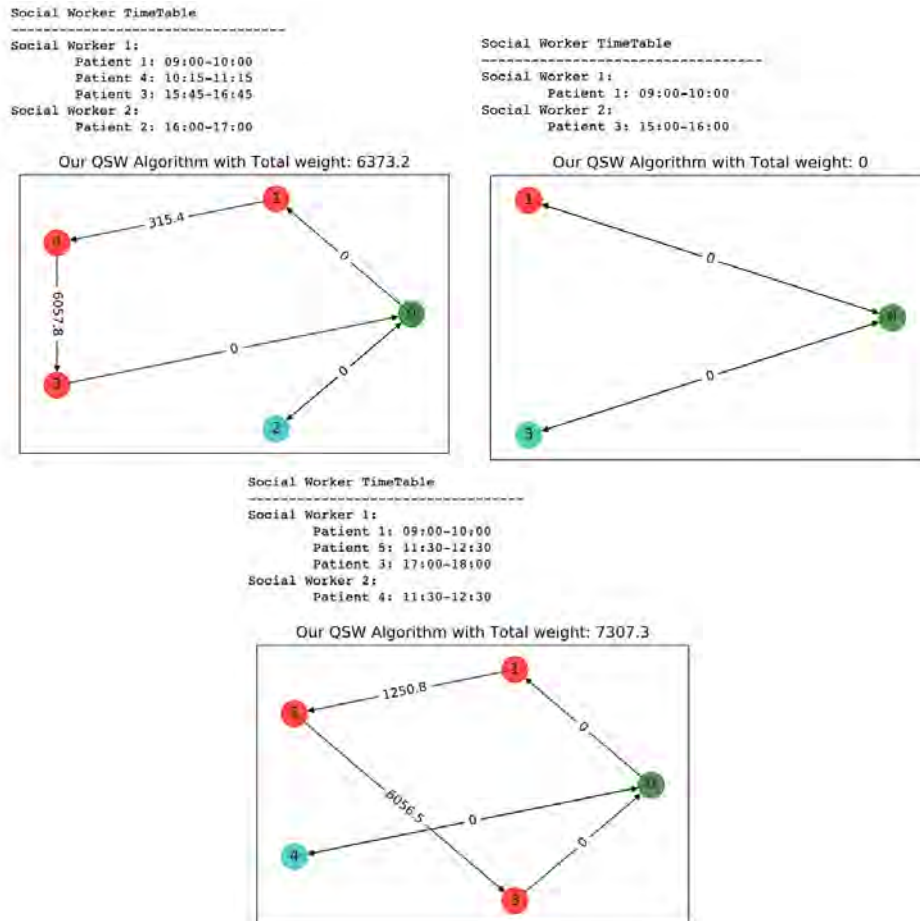 Social Worker TimeTable
-----------------------------------
Social Worker 1:
Patient 1: 09:00-10:00
Patient 4: 10:15-11:15
Patient 3: 15:45-16:45
Social Worker 2:
Patient 2: 16:00-17:00
Our QSW Algorithm with Total weight: 6373.2
1
315.4
4
0
6057.8
0
0
3
0
2
Social Worker TimeTable
-----------------------------------
Social Worker 1:
Patient 1: 09:00-10:00
Social Worker 2:
Patient 3: 15:00-16:00
Our QSW Algorithm with Total weight: 0
1
0
0
0
3
Social Worker TimeTable
-----------------------------------
Social Worker 1:
Patient 1: 09:00-10:00
Patient 5: 11:30-12:30
Patient 3: 17:00-18:00
Social Worker 2:
Patient 4: 11:30-12:30
Our QSW Algorithm with Total weight: 7307.3
1
1250.8
5
0
0
6056.5
0
0
4
3